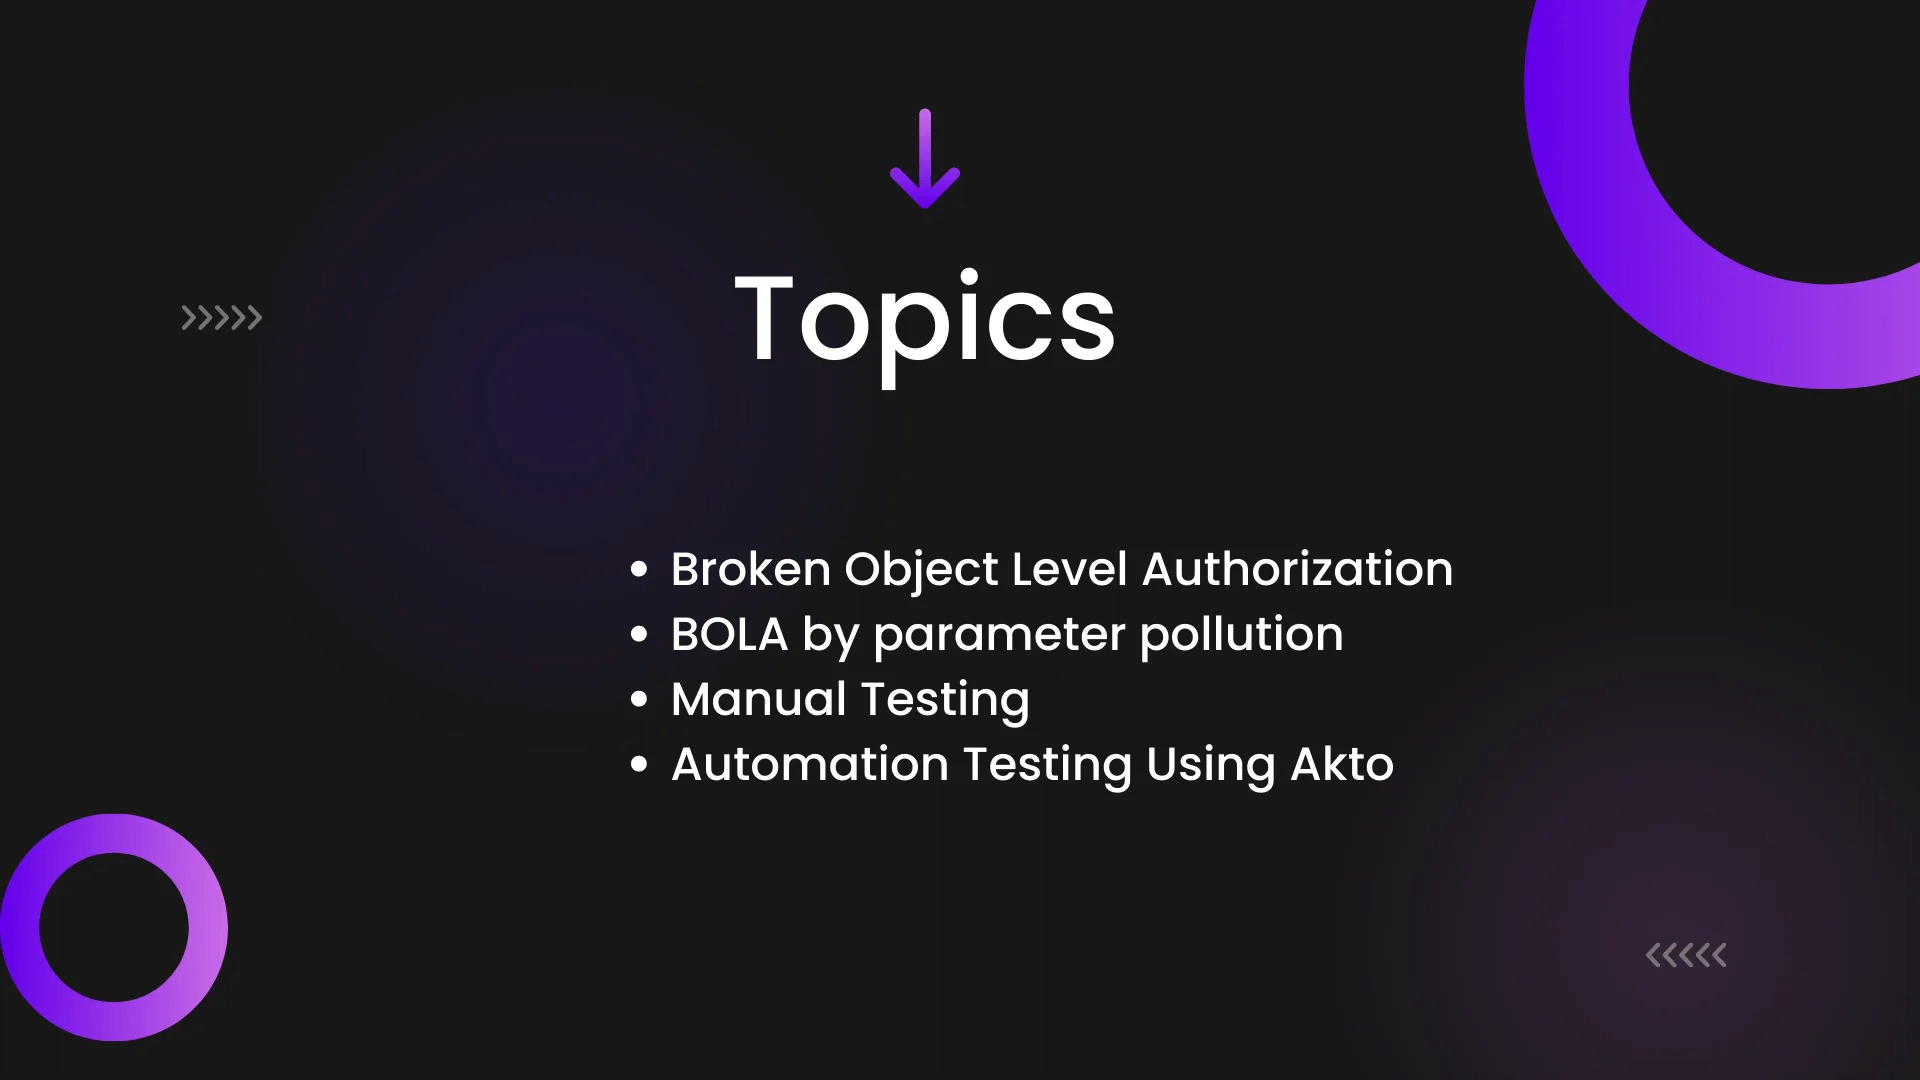 Topics
• Broken Object Level Authorization
• BOLA by parameter pollution
• Manual Testing
• Automation Testing Using Akto